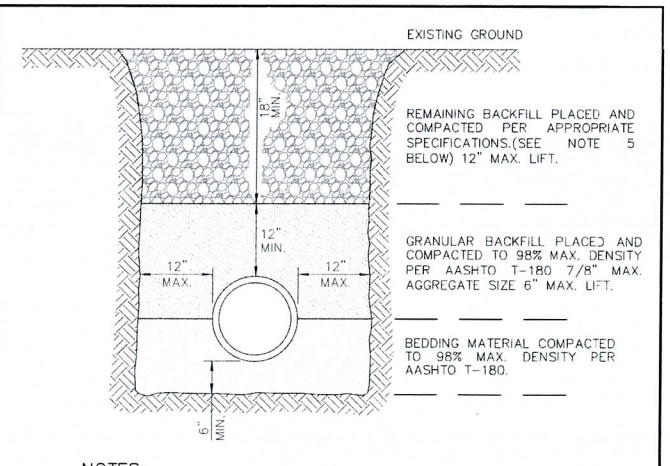 EXISTING GROUND
18" MIN.
REMAINING BACKFILL PLACED AND
COMPACTED PER APPROPRIATE
SPECIFICATIONS.(SEE NOTE 5
BELOW) 12" MAX. LIFT.
12"
MIN.
12"
MAX.
12"
MAX.
GRANULAR BACKFILL PLACED AND
COMPACTED TO 98% MAX. DENSITY
PER AASHTO T-180 7/8" MAX.
AGGREGATE SIZE 6" MAX. LIFT.
BEDDING MATERIAL COMPACTED
TO 98% MAX. DENSITY PER
AASHTO T-180.
6"
MIN.
NOTES